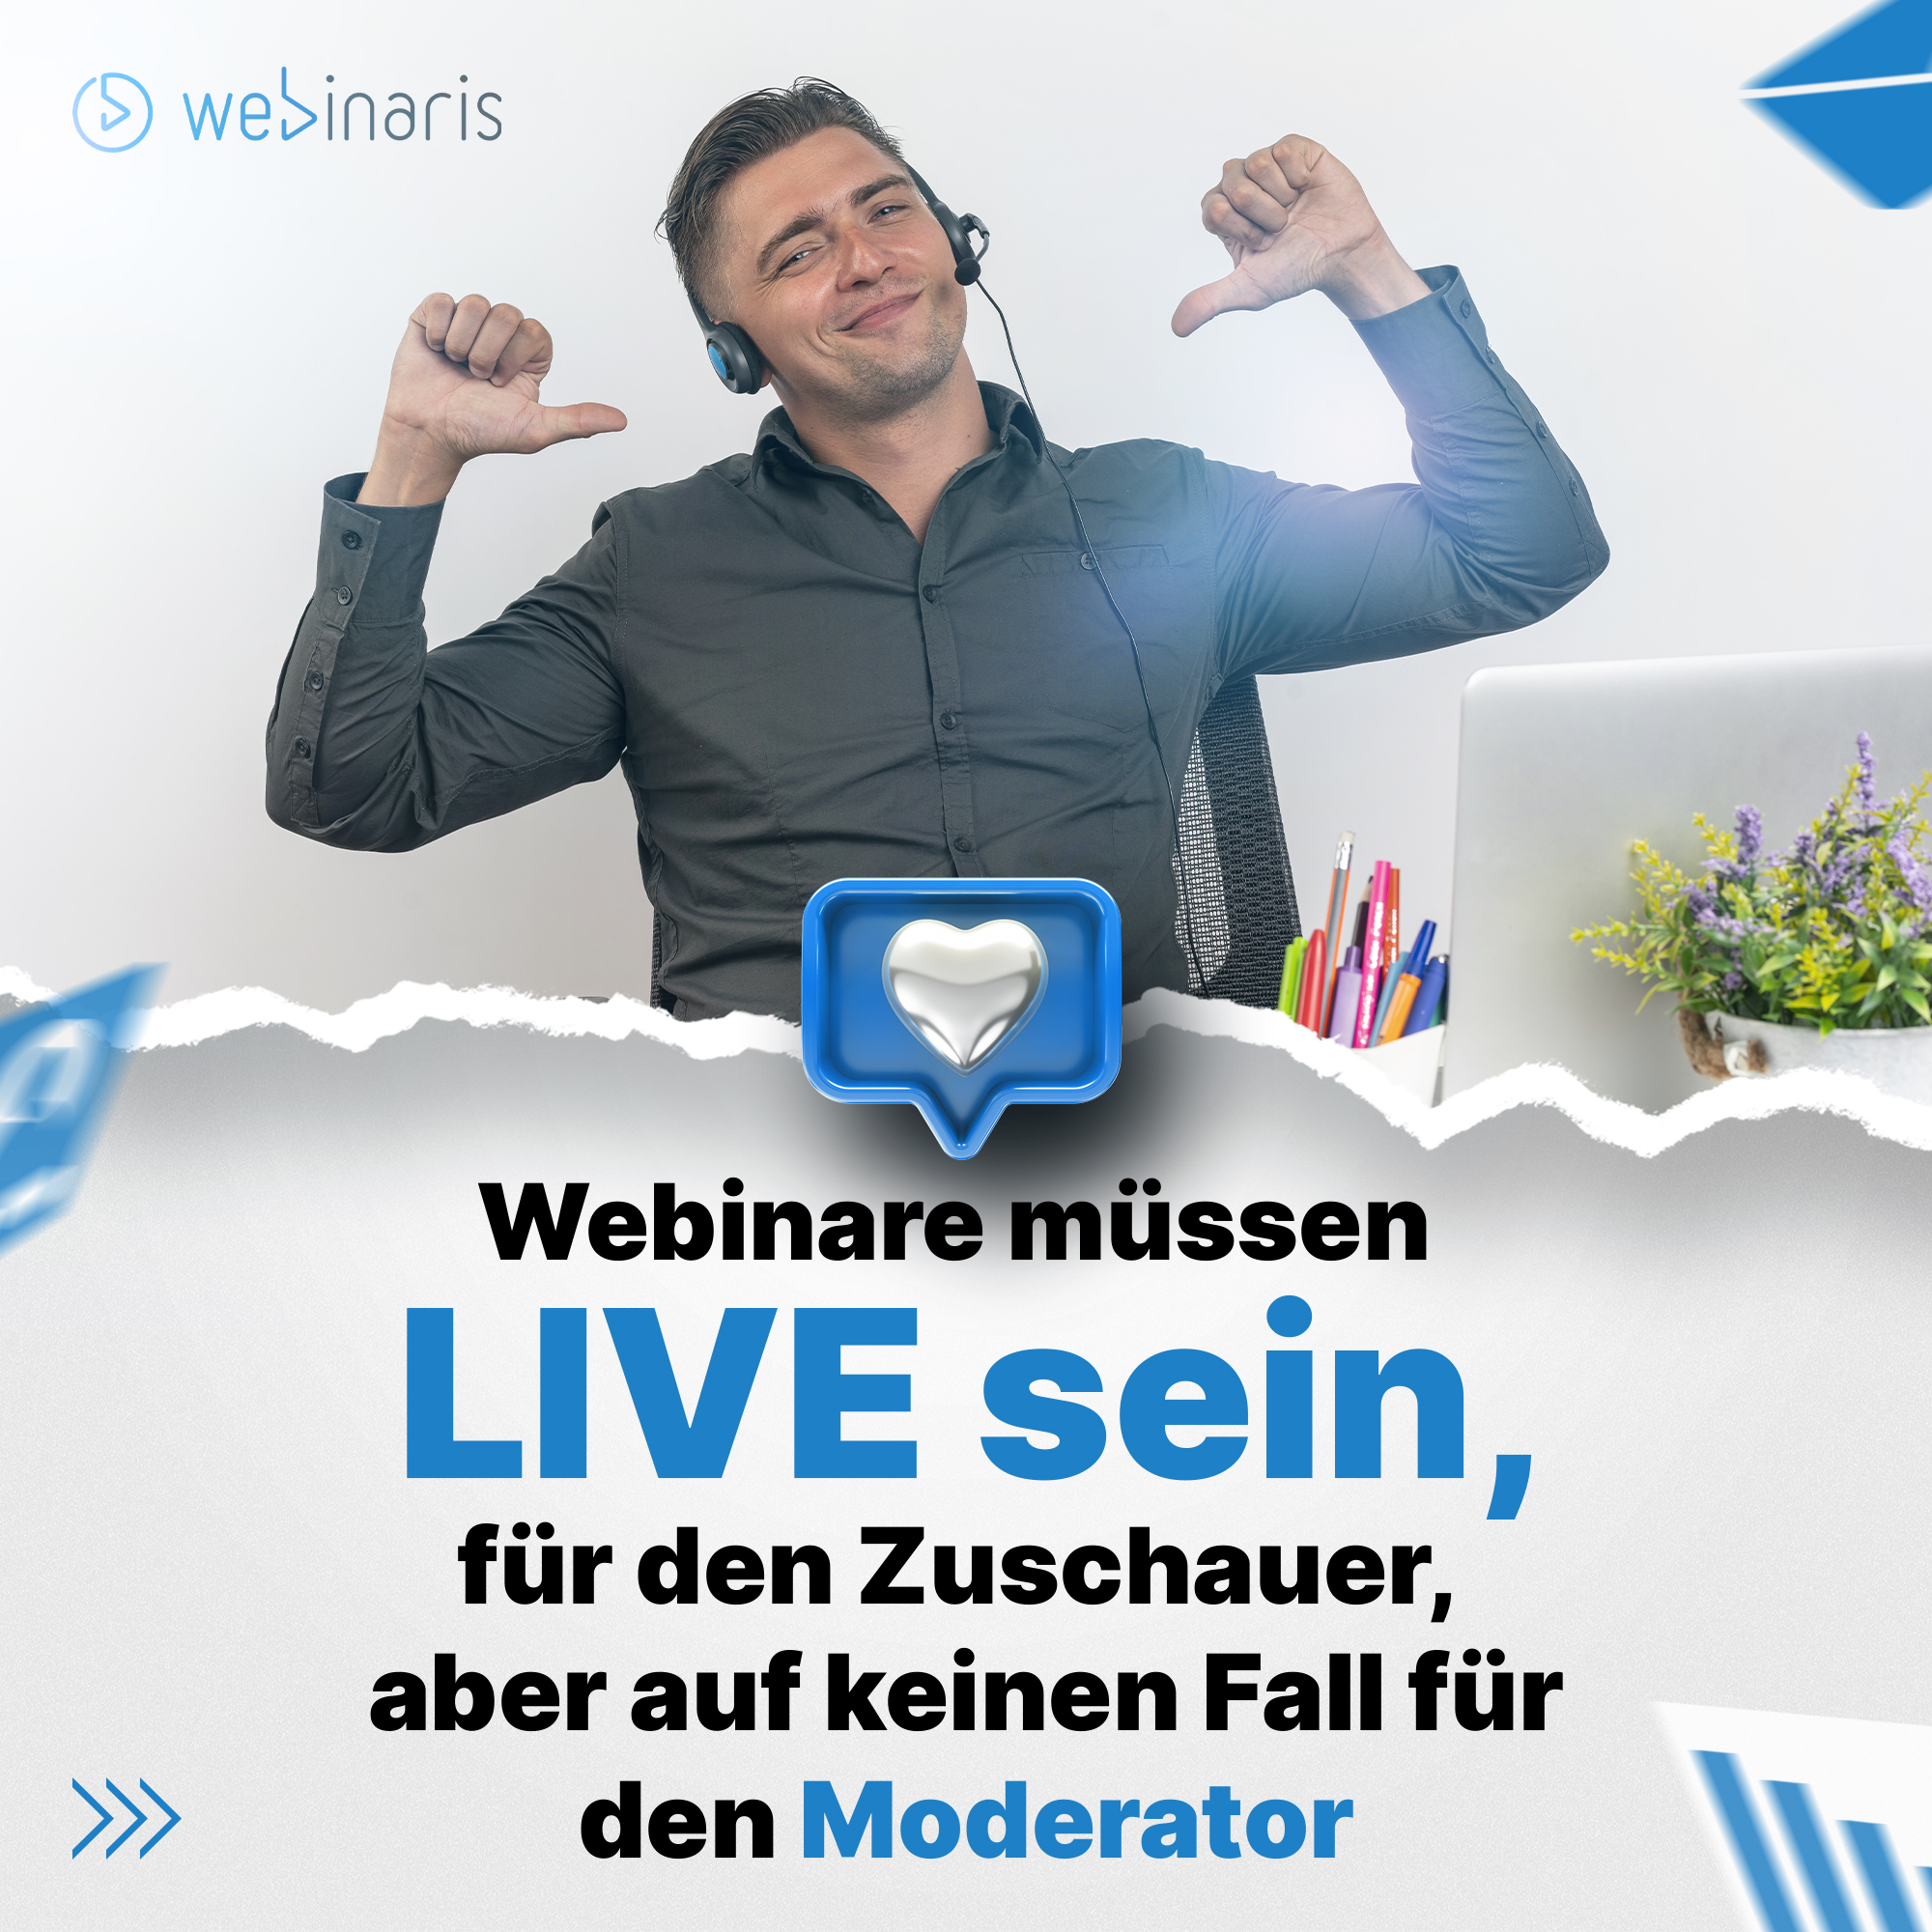 webinaris
Webinare müssen
LIVE sein,
für den Zuschauer,
aber auf keinen Fall für
den Moderator